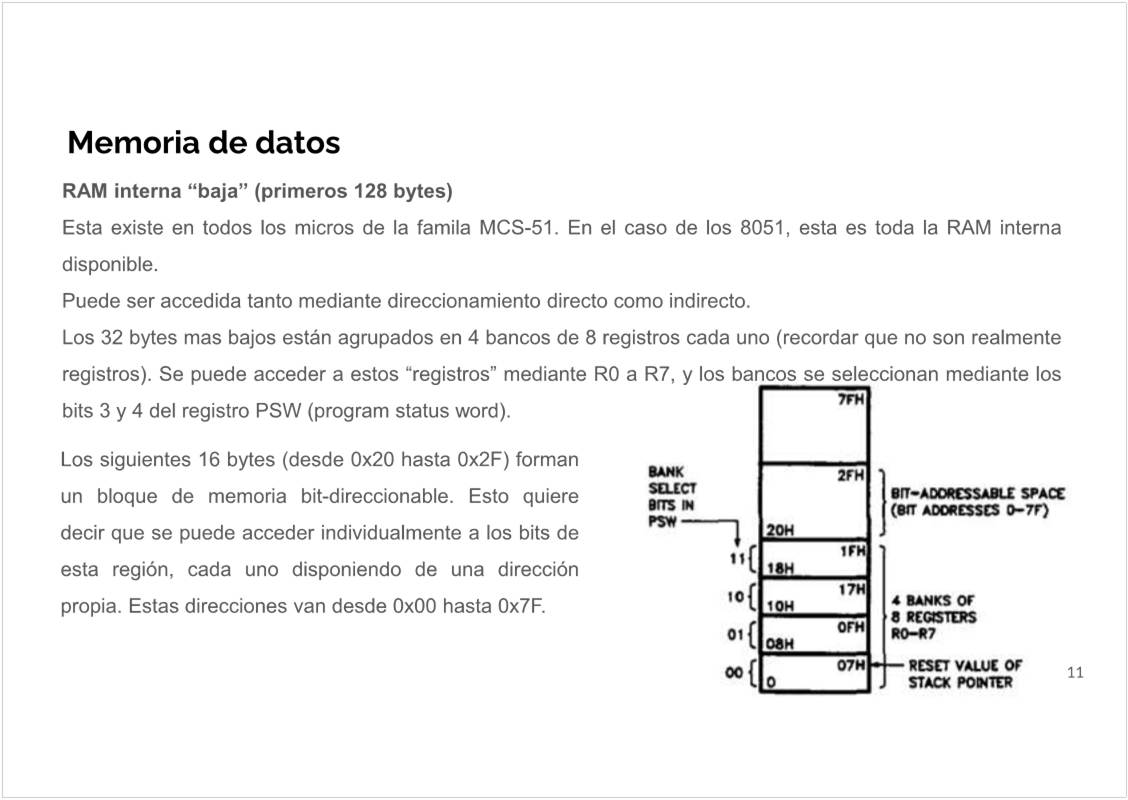 Memoria de datos
RAM interna “baja” (primeros 128 bytes)
Esta existe en todos los micros de la famila MCS-51. En el caso de los 8051, esta es toda la RAM interna
disponible.
Puede ser accedida tanto mediante direccionamiento directo como indirecto.
Los 32 bytes mas bajos están agrupados en 4 bancos de 8 registros cada uno (recordar que no son realmente
registros). Se puede acceder a estos “registros” mediante R0 a R7, y los bancos se seleccionan mediante los
bits 3 y 4 del registro PSW (program status word).
Los siguientes 16 bytes (desde 0x20 hasta 0x2F) forman
un bloque de memoria bit-direccionable. Esto quiere
decir que se puede acceder individualmente a los bits de
esta región, cada uno disponiendo de una dirección
propia. Estas direcciones van desde 0x00 hasta 0x7F.
7FH
BANK
SELECT
BITS IN
PSW
2FH
20H
BIT-ADDRESSABLE SPACE
(BIT ADDRESSES 0-7F)
11
1FH
18H
10
17H
10H
01
0FH
08H
00
07H
0
4 BANKS OF
8 REGISTERS
R0-R7
RESET VALUE OF
STACK POINTER
11